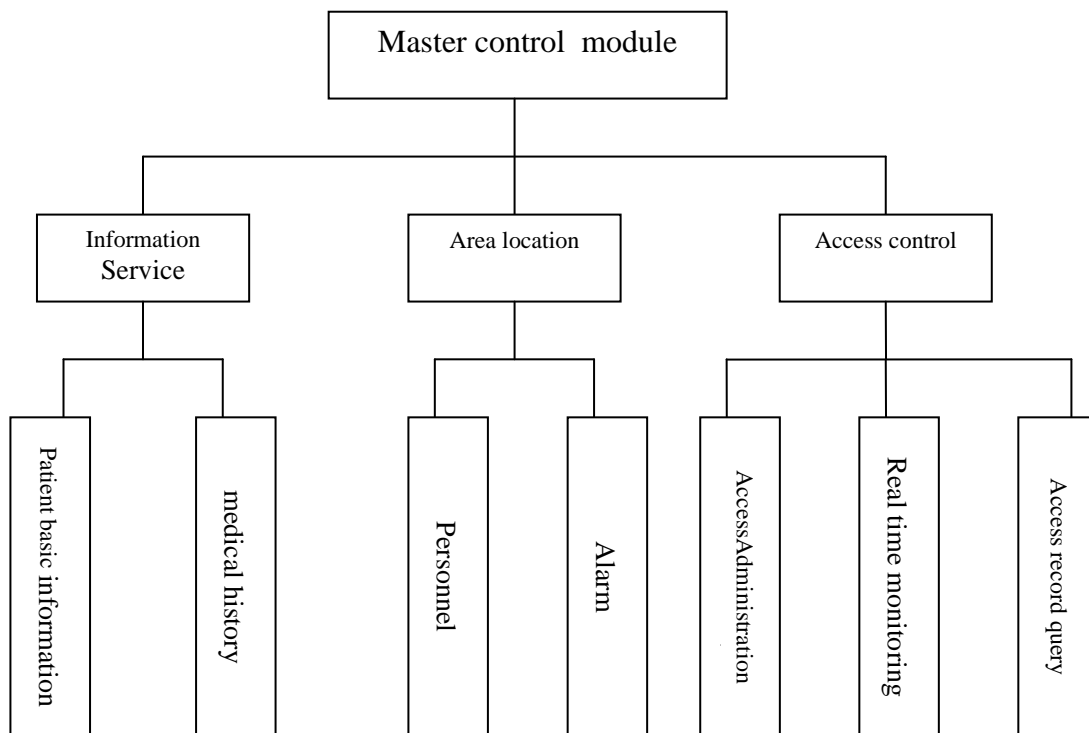 Master control module
Information
Service
Area location
Access control
Patient basic information
medical history
Personnel
Alarm
AccessAdministration
Real time monitoring
Access record query